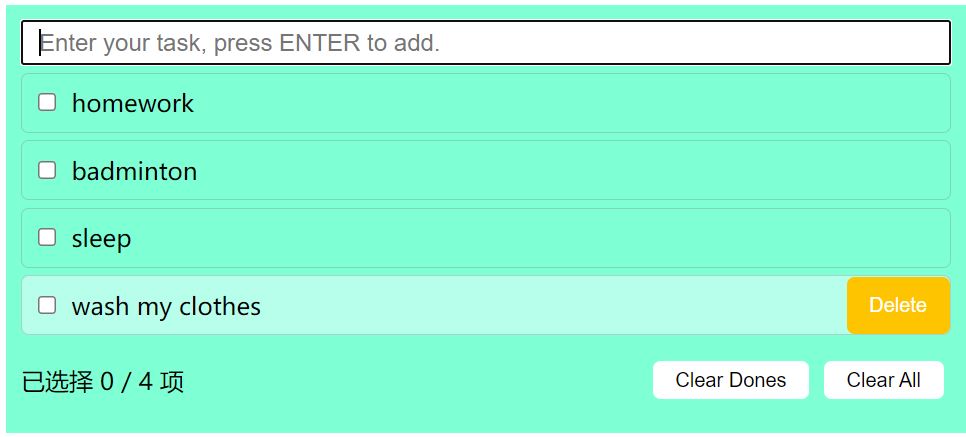 Enter your task, press ENTER to add.
homework
badminton
sleep
wash my clothes Delete
已选择 0 / 4 项 Clear Dones Clear All